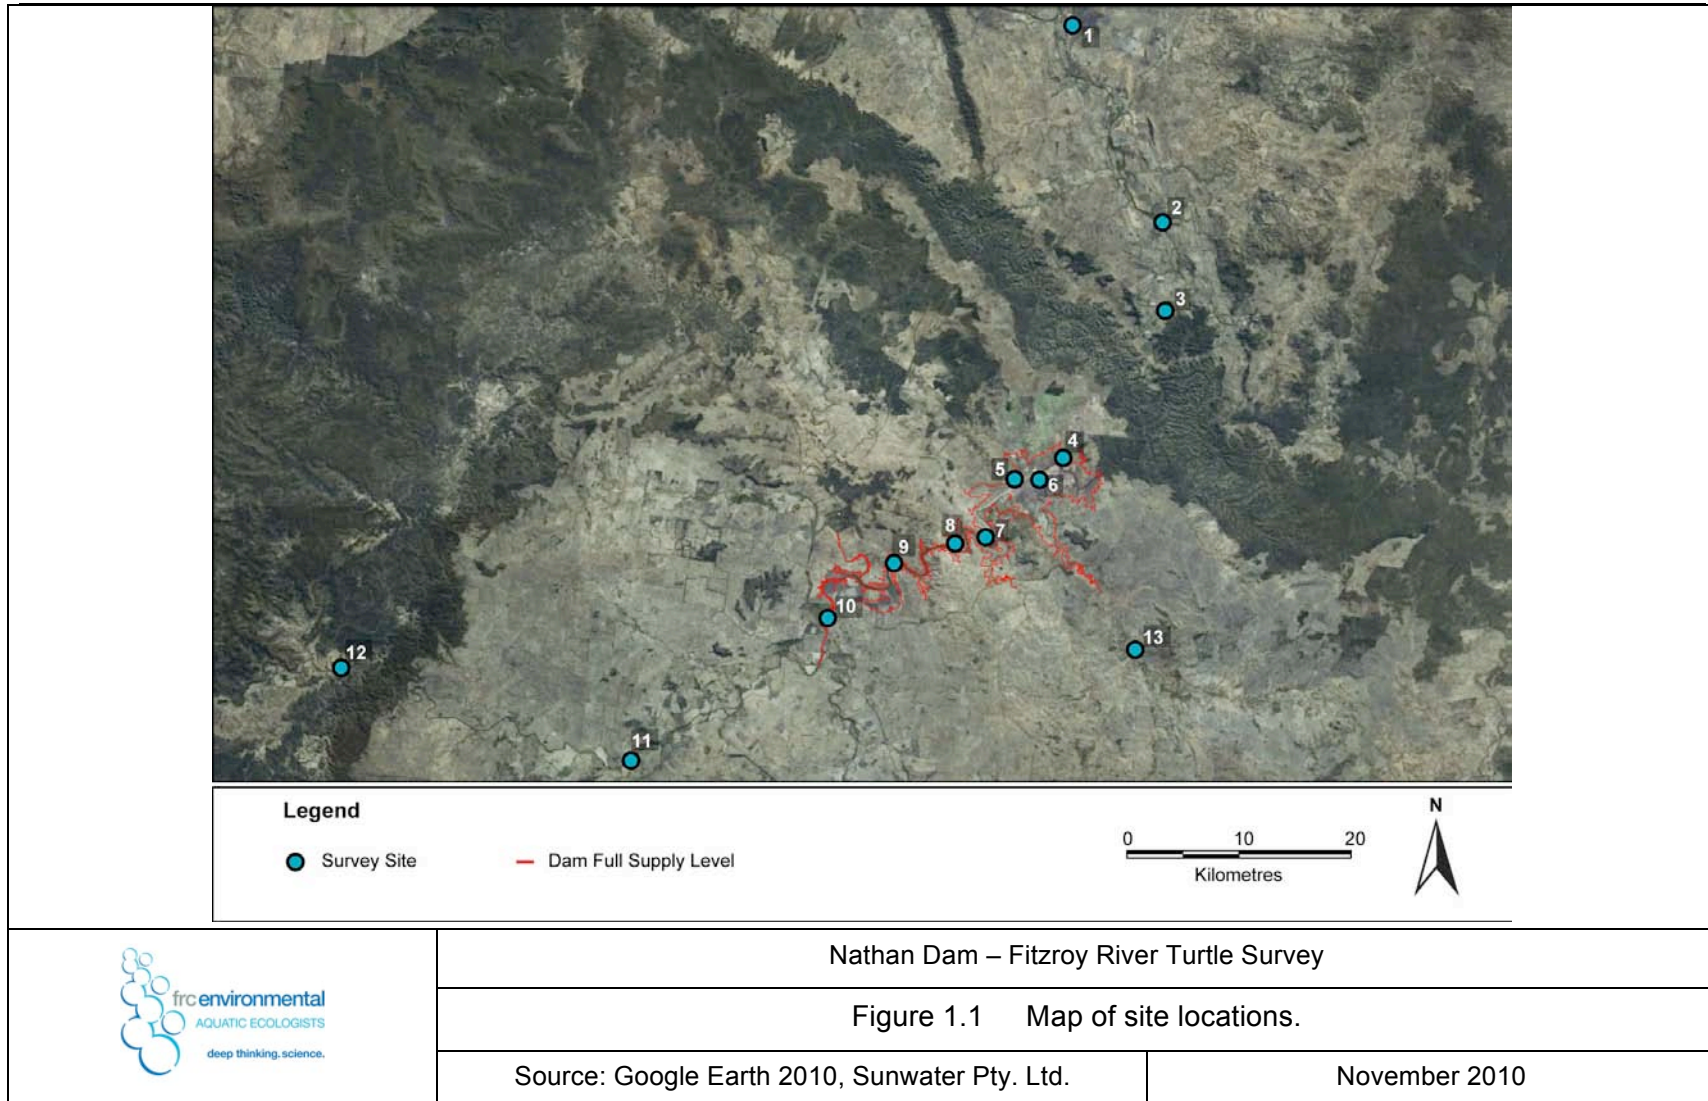 1
2
3
4
5
6
7
8
9
10
11
12
13
Legend
Survey Site
Dam Full Supply Level
0 10 20
Kilometres
N
frc environmental
AQUATIC ECOLOGISTS
deep thinking. science.
Nathan Dam – Fitzroy River Turtle Survey
Figure 1.1 Map of site locations.
Source: Google Earth 2010, Sunwater Pty. Ltd.
November 2010